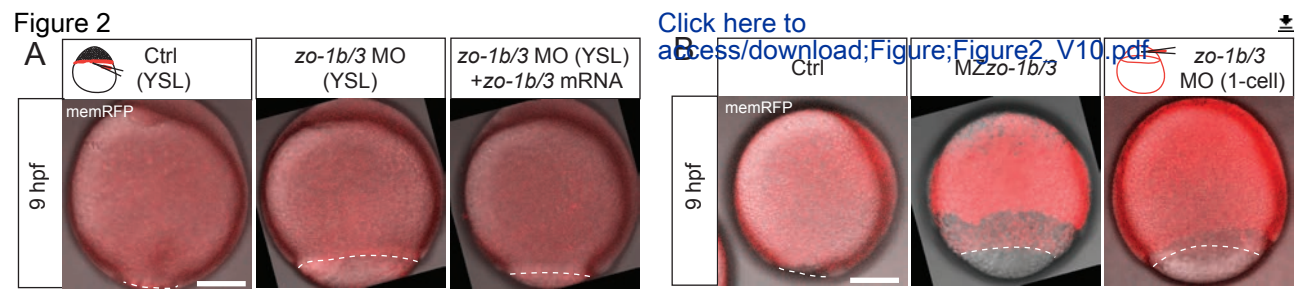 Figure 2
Click here to
access/download;Figure;Figure2_V10.pdf
A
Ctrl
(YSL)
zo-1b/3 MO
(YSL)
zo-1b/3 MO (YSL)
+zo-1b/3 mRNA
9 hpf
memRFP
B
Ctrl
MZzo-1b/3
zo-1b/3
MO (1-cell)
9 hpf
memRFP